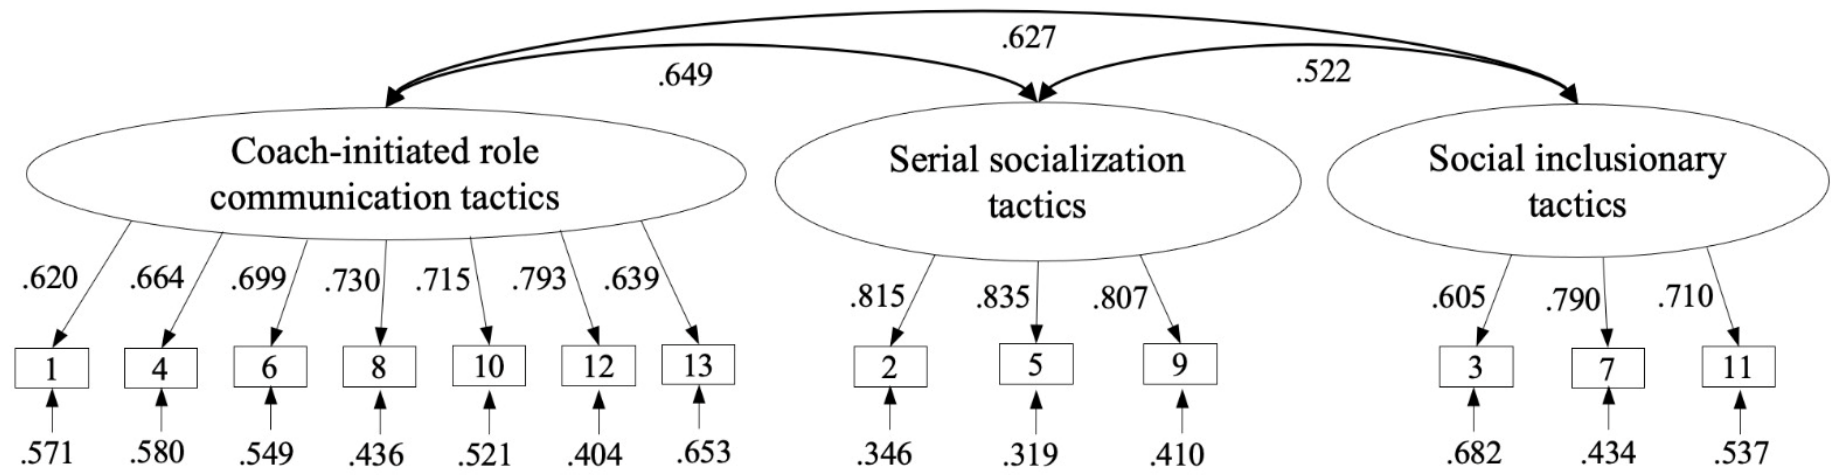 .627
.649
.522
Coach-initiated role
communication tactics
Serial socialization
tactics
Social inclusionary
tactics
.620 .664 .699 .730 .715 .793 .639
.815 .835 .807
.605 .790 .710
1 4 6 8 10 12 13
2 5 9
3 7 11
.571 .580 .549 .436 .521 .404 .653
.346 .319 .410
.682 .434 .537